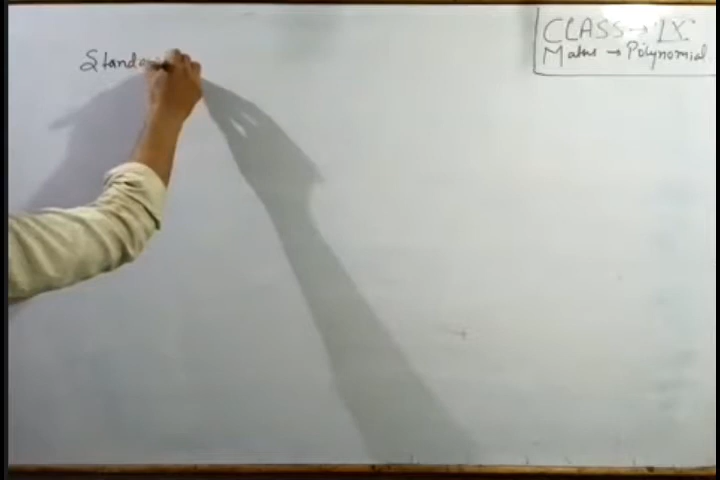 CLASS → IX
Maths → Polynomial
Standa